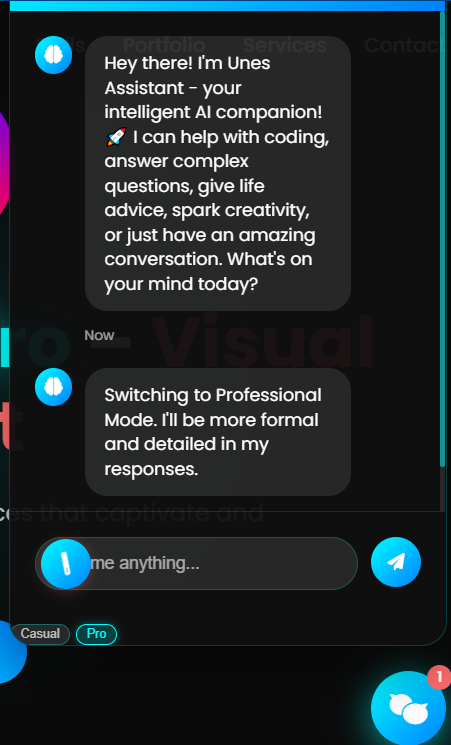 Portfolio
Services
Contact
Hey there! I'm Unes
Assistant - your
intelligent AI companion!
🚀 I can help with coding,
answer complex
questions, give life
advice, spark creativity,
or just have an amazing
conversation. What's on
your mind today?
Now
ro – Visual
Switching to Professional
Mode. I'll be more formal
and detailed in my
responses.
t
ces that captivate and
me anything...
Casual
Pro
1